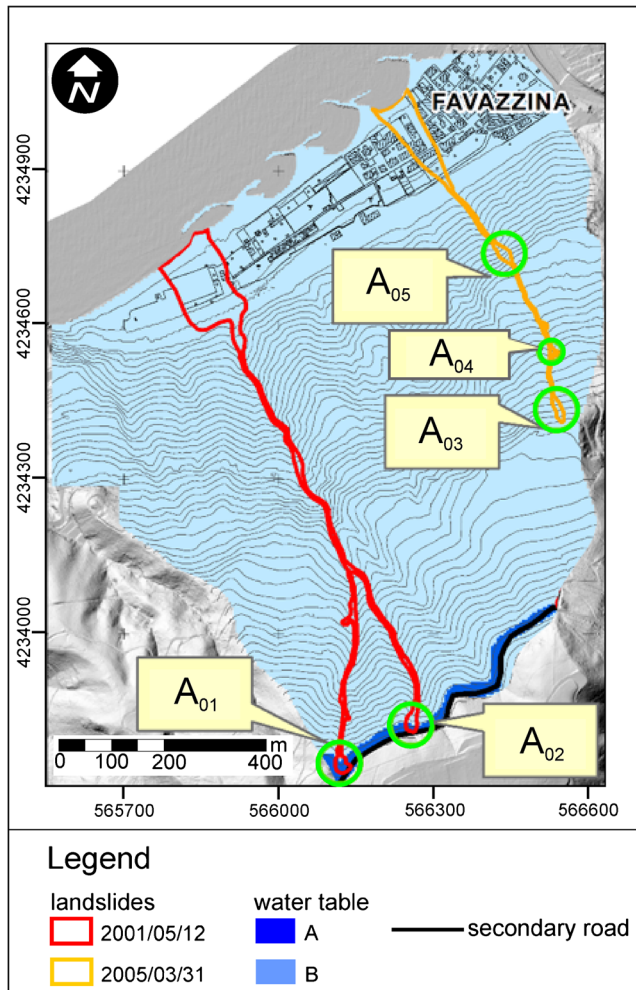 N
FAVAZZINA
4234900
4234600
4234300
4234000
A05
A04
A03
A01
A02
0 100 200 400 m
565700 566000 566300 566600
Legend
landslides
water table
2001/05/12
A
secondary road
2005/03/31
B